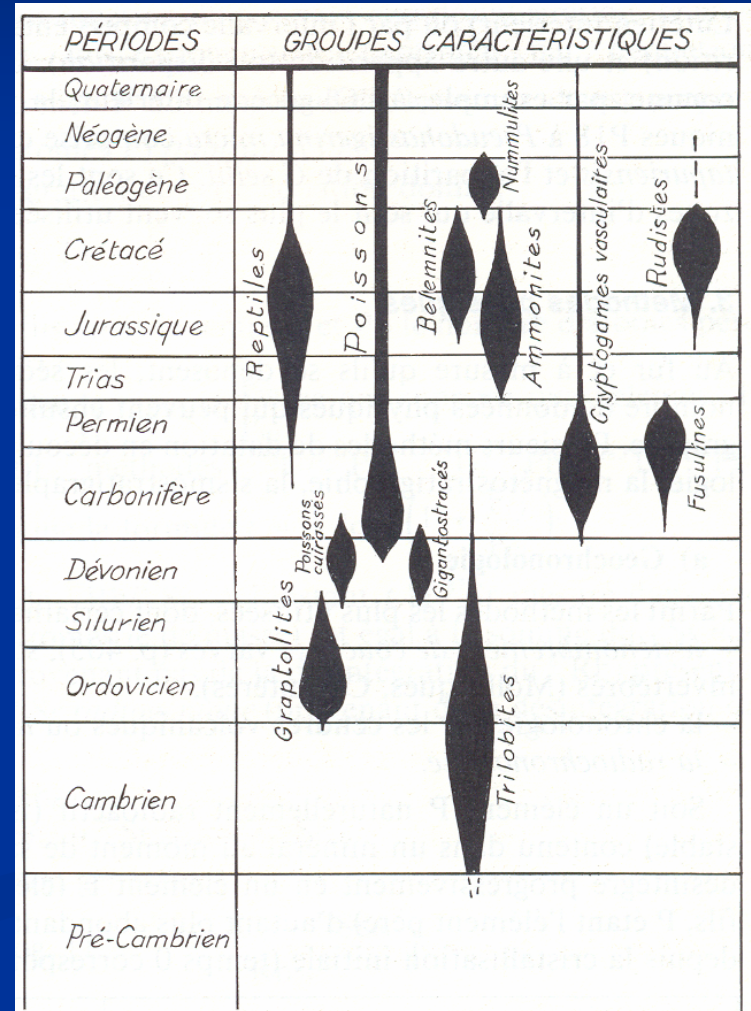 PÉRIODES
GROUPES CARACTÉRISTIQUES
Quaternaire
Néogène
Paléogène
Crétacé
Jurassique
Trias
Permien
Carbonifère
Dévonien
Silurien
Ordovicien
Cambrien
Pré-Cambrien
Reptiles
Poissons
Bélemnites
Nummulites
Ammonites
Cryptogames vasculaires
Rudistes
Fusulines
Poissons
cuirassés
Gigantostracés
Graptolites
Trilobites